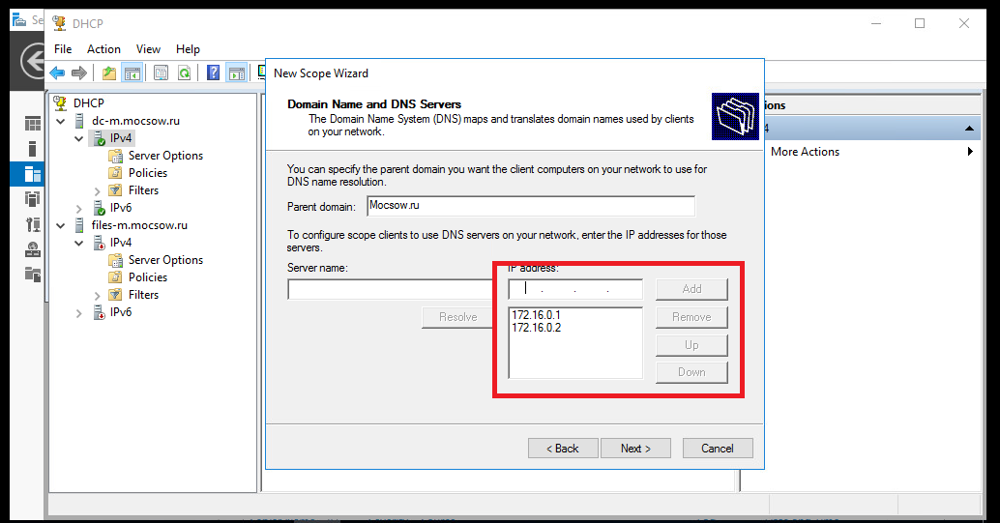 Se
DHCP
File Action View Help
DHCP
dc-m.mocsow.ru
IPv4
Server Options
Policies
Filters
IPv6
files-m.mocsow.ru
IPv4
Server Options
Policies
Filters
IPv6
New Scope Wizard
Domain Name and DNS Servers
The Domain Name System (DNS) maps and translates domain names used by clients
on your network.
You can specify the parent domain you want the client computers on your network to use for
DNS name resolution.
Parent domain: Mocsow.ru
To configure scope clients to use DNS servers on your network, enter the IP addresses for those
servers.
Server name:
IP address:
Add
Resolve
172.16.0.1
172.16.0.2
Remove
Up
Down
< Back Next > Cancel
ions
4
More Actions